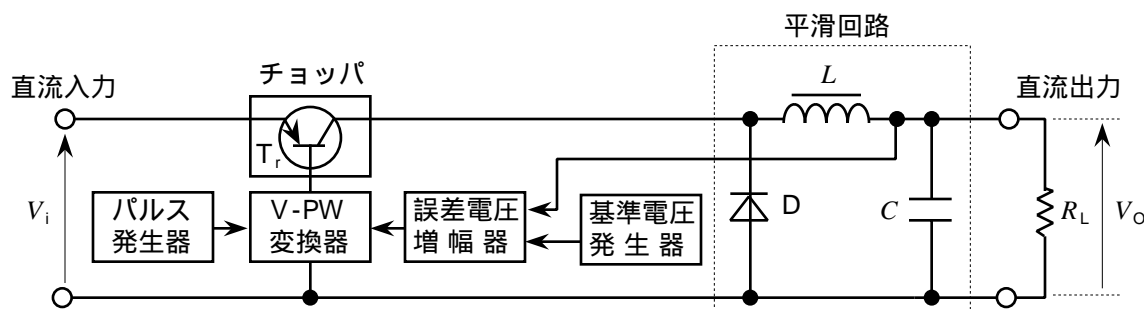 平滑回路
チョッパ
直流入力
L
直流出力
Tr
Vi
パルス
発生器
V-PW
変換器
誤差電圧
増幅器
基準電圧
発生器
D
C
RL
VO